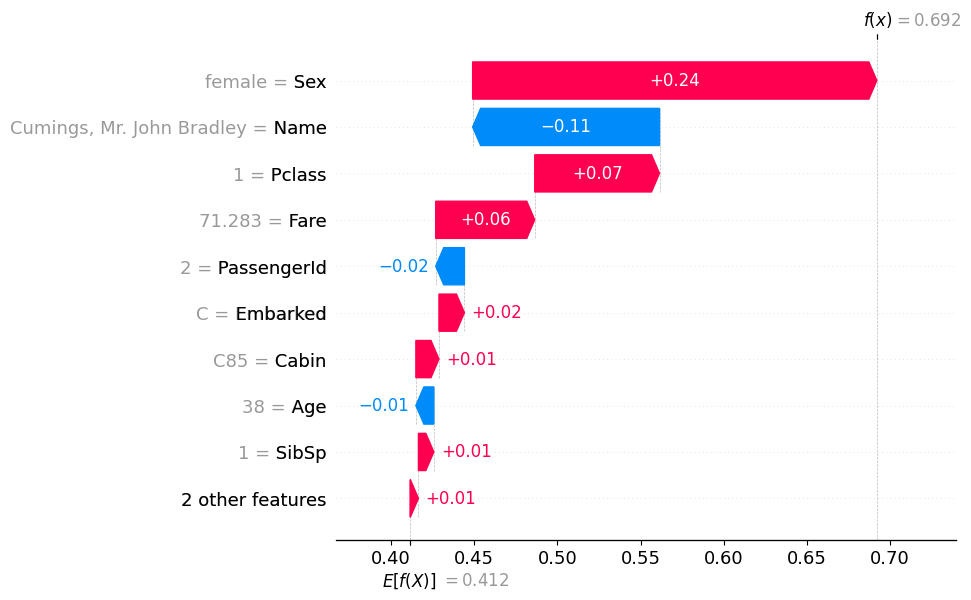 f(x) = 0.692
female = Sex
+0.24
Cumings, Mr. John Bradley = Name
−0.11
1 = Pclass
+0.07
71.283 = Fare
+0.06
2 = PassengerId
−0.02
C = Embarked
+0.02
C85 = Cabin
+0.01
38 = Age
−0.01
1 = SibSp
+0.01
2 other features
+0.01
0.40 0.45 0.50 0.55 0.60 0.65 0.70
E[f(X)] = 0.412